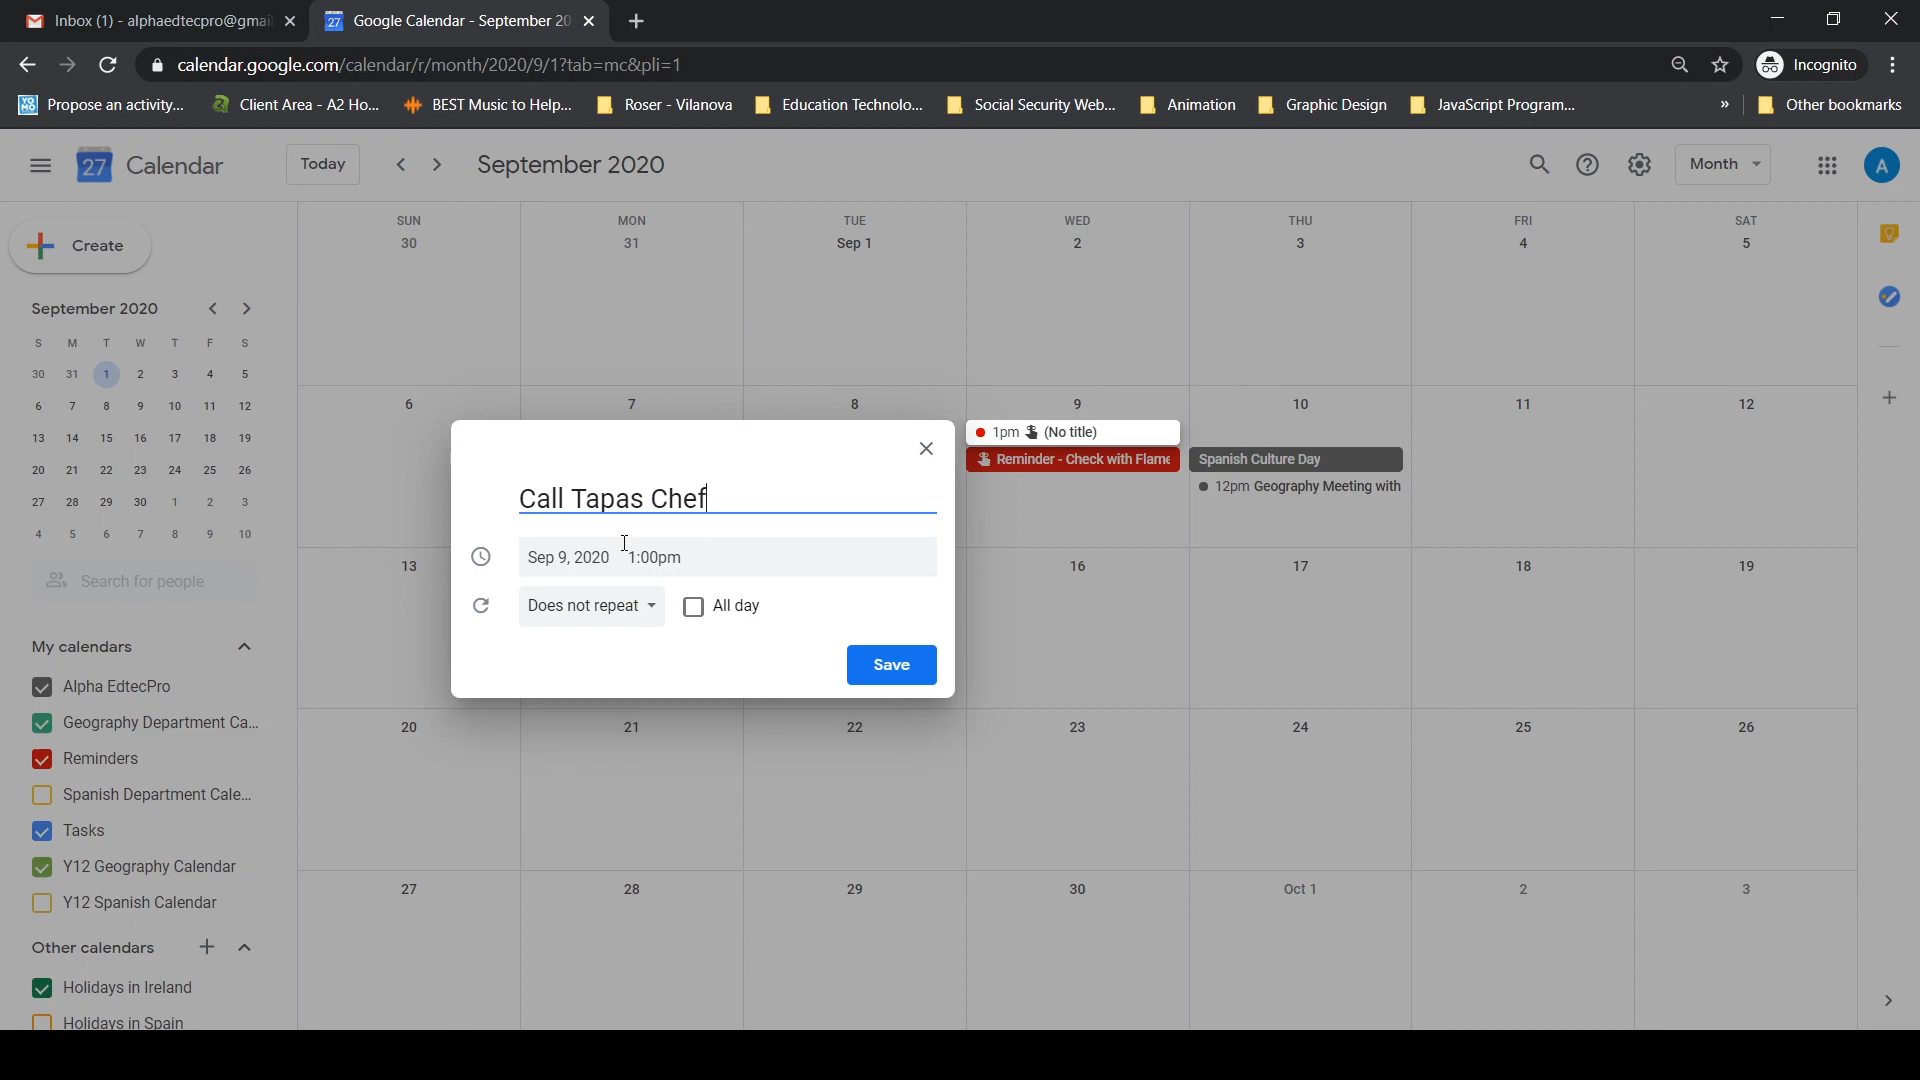 Inbox (1) - alphaedtecpro@gmail
Google Calendar - September 20
calendar.google.com/calendar/r/month/2020/9/1?tab=mc&pli=1
Incognito
Propose an activity...
Client Area - A2 Ho...
BEST Music to Help...
Roser - Vilanova
Education Technolo...
Social Security Web...
Animation
Graphic Design
JavaScript Program...
»
Other bookmarks
27
Calendar
Today
September 2020
Month
A
Create
September 2020
S M T W T F S
30 31 1 2 3 4 5
6 7 8 9 10 11 12
13 14 15 16 17 18 19
20 21 22 23 24 25 26
27 28 29 30 1 2 3
4 5 6 7 8 9 10
Search for people
My calendars
Alpha EdtecPro
Geography Department Ca...
Reminders
Spanish Department Cale...
Tasks
Y12 Geography Calendar
Y12 Spanish Calendar
Other calendars
Holidays in Ireland
Holidays in Spain
SUN MON TUE WED THU FRI SAT
30 31 Sep 1 2 3 4 5
6 7 8 9 10 11 12
1pm (No title)
Reminder - Check with Flame
Spanish Culture Day
12pm Geography Meeting with
Call Tapas Chef
Sep 9, 2020 1:00pm
Does not repeat
All day
Save
13 16 17 18 19
20 21 22 23 24 25 26
27 28 29 30 Oct 1 2 3